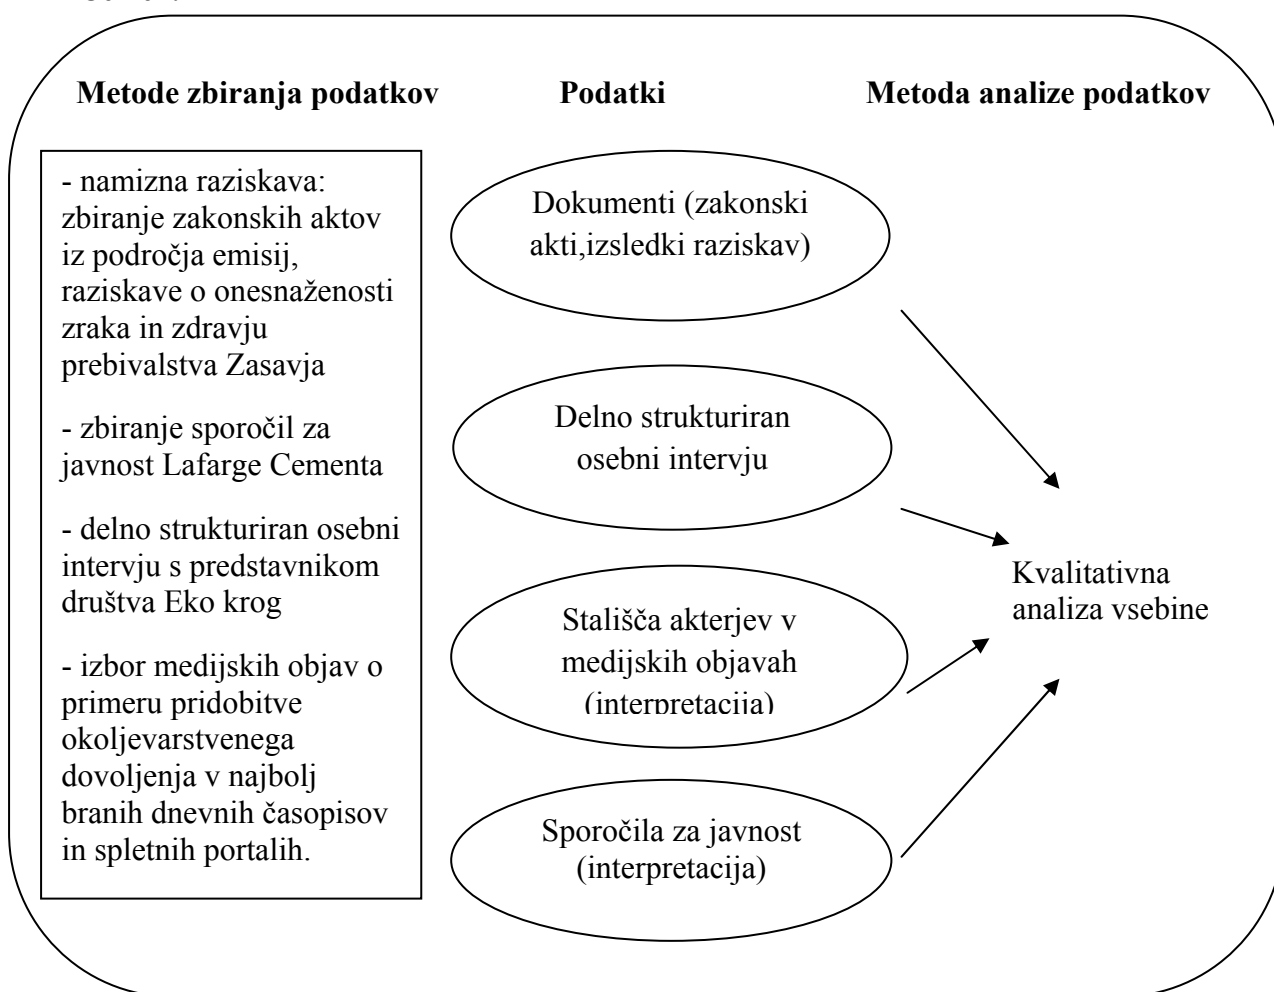 Metode zbiranja podatkov
Podatki
Metoda analize podatkov
- namizna raziskava:
zbiranje zakonskih aktov
iz področja emisij,
raziskave o onesnaženosti
zraka in zdravju
prebivalstva Zasavja
- zbiranje sporočil za
javnost Lafarge Cementa
- delno strukturiran osebni
intervju s predstavnikom
društva Eko krog
- izbor medijskih objav o
primeru pridobitve
okoljevarstvenega
dovoljenja v najbolj
branih dnevnih časopisov
in spletnih portalih.
Dokumenti (zakonski
akti,izsledki raziskav)
Delno strukturiran
osebni intervju
Stališča akterjev v
medijskih objavah
(interpretacija)
Sporočila za javnost
(interpretacija)
Kvalitativna
analiza vsebine